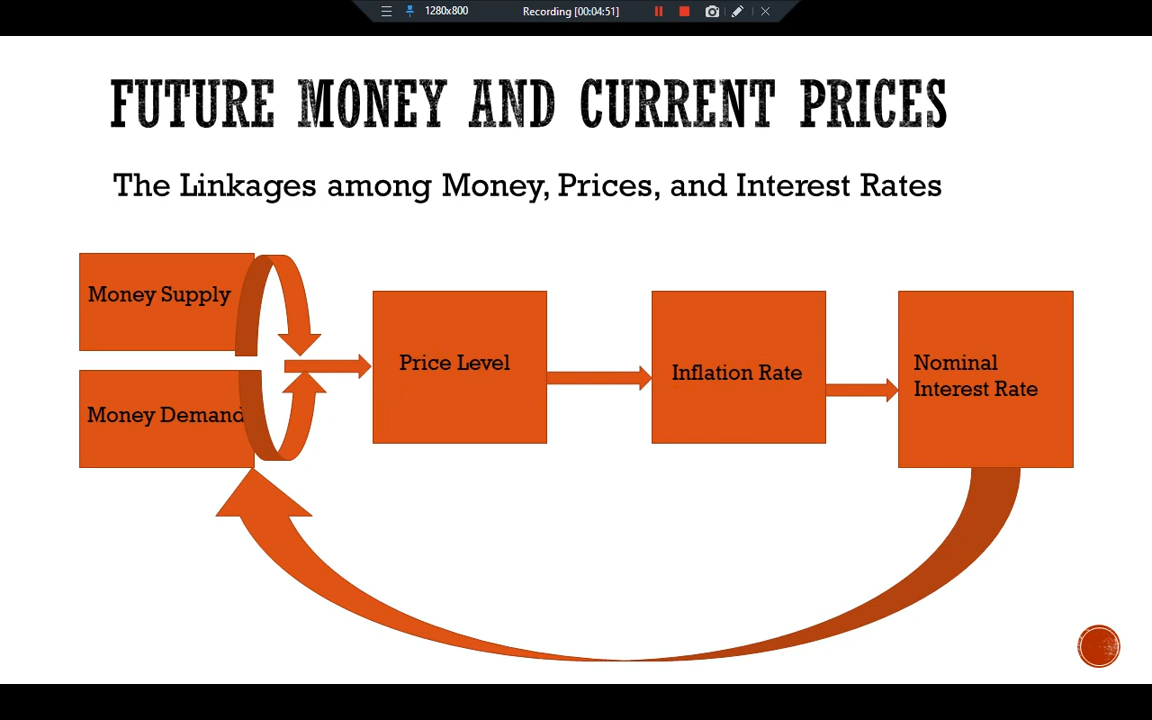 1280x800
Recording [00:04:51]
FUTURE MONEY AND CURRENT PRICES
The Linkages among Money, Prices, and Interest Rates
Money Supply
Money Demand
Price Level
Inflation Rate
Nominal
Interest Rate